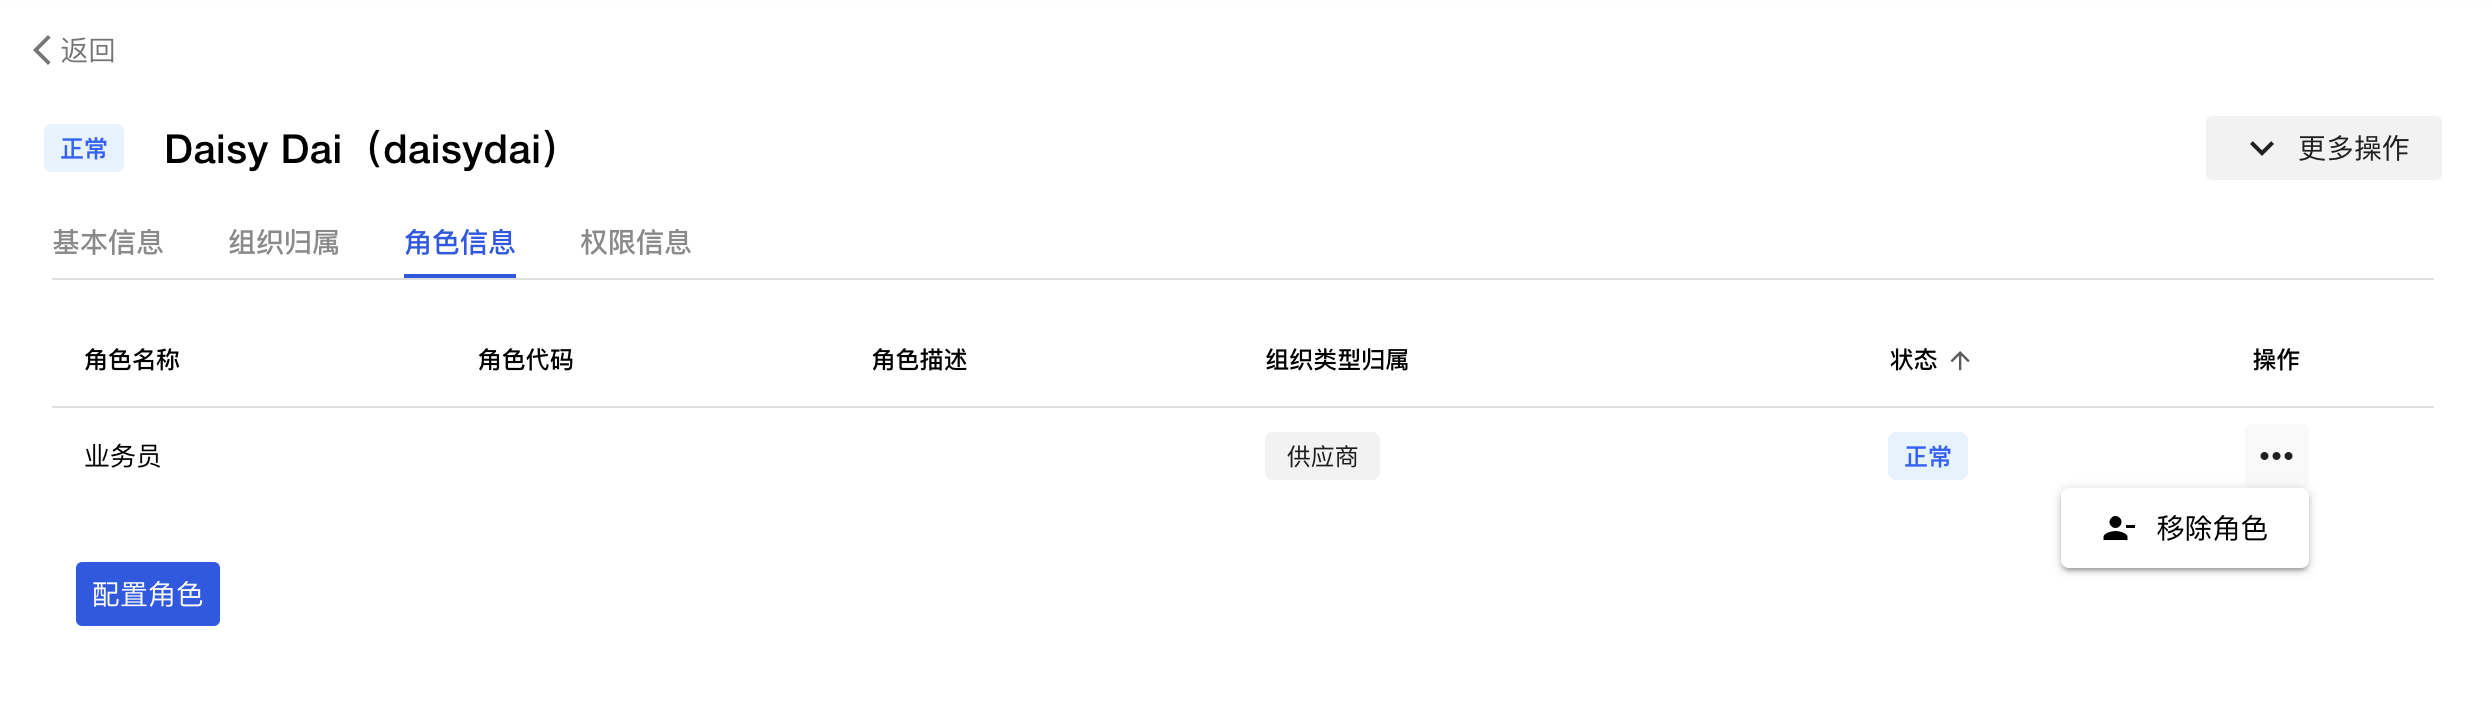 返回
正常 Daisy Dai（daisydai） 更多操作
基本信息 组织归属 角色信息 权限信息
角色名称 角色代码 角色描述 组织类型归属 状态 操作
业务员 供应商 正常
移除角色
配置角色